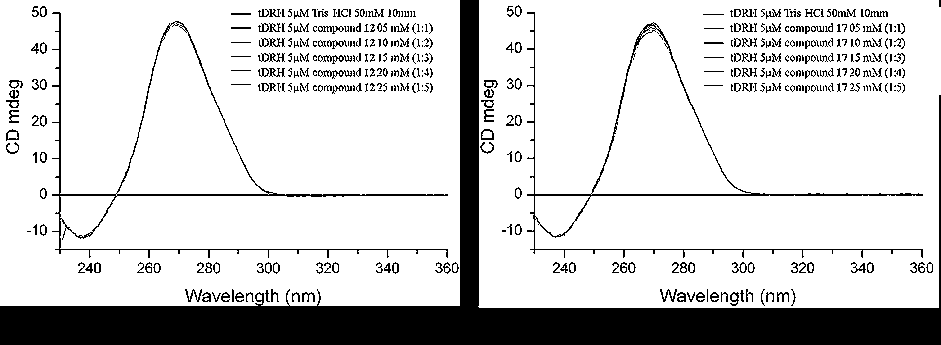 50
40
30
20
10
0
-10
CD mdeg
tDRH 5µM Tris HCl 50mM 10mm
tDRH 5µM compound 12 05 mM (1:1)
tDRH 5µM compound 12 10 mM (1:2)
tDRH 5µM compound 12 15 mM (1:3)
tDRH 5µM compound 12 20 mM (1:4)
tDRH 5µM compound 12 25 mM (1:5)
240 260 280 300 320 340 360
Wavelength (nm)
50
40
30
20
10
0
-10
CD mdeg
tDRH 5µM Tris HCl 50mM 10mm
tDRH 5µM compound 17 05 mM (1:1)
tDRH 5µM compound 17 10 mM (1:2)
tDRH 5µM compound 17 15 mM (1:3)
tDRH 5µM compound 17 20 mM (1:4)
tDRH 5µM compound 17 25 mM (1:5)
240 260 280 300 320 340 360
Wavelength (nm)